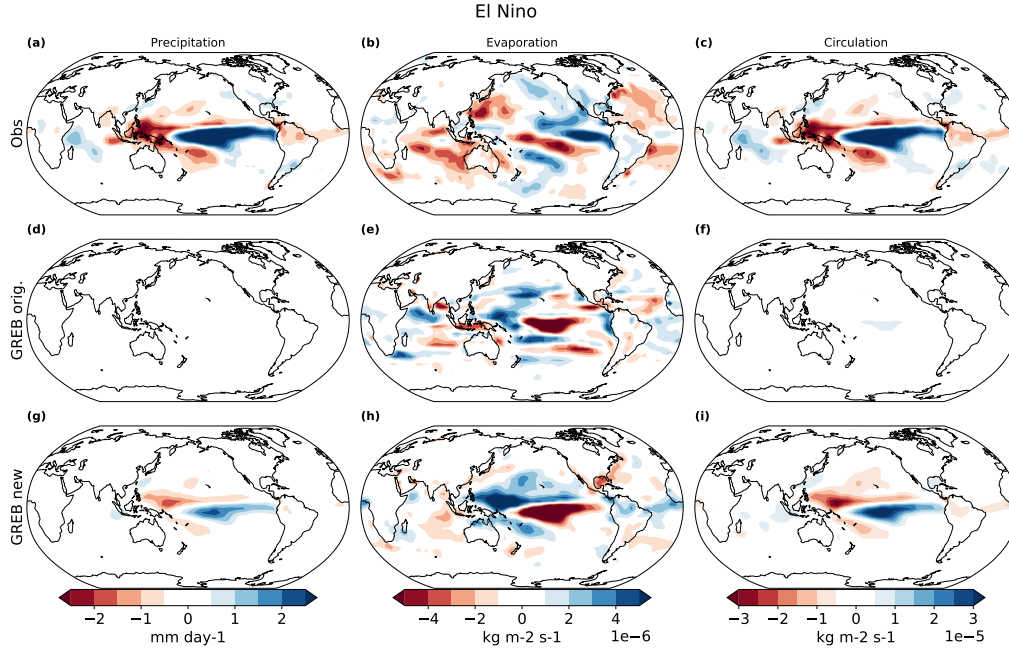 El Nino
(a) Precipitation (b) Evaporation (c) Circulation
Obs
(d) (e) (f)
GREB orig.
(g) (h) (i)
GREB new
−2 −1 0 1 2 −4 −2 0 2 4 −3 −2 −1 0 1 2 3
mm day-1 kg m-2 s-1 1e−6 kg m-2 s-1 1e−5